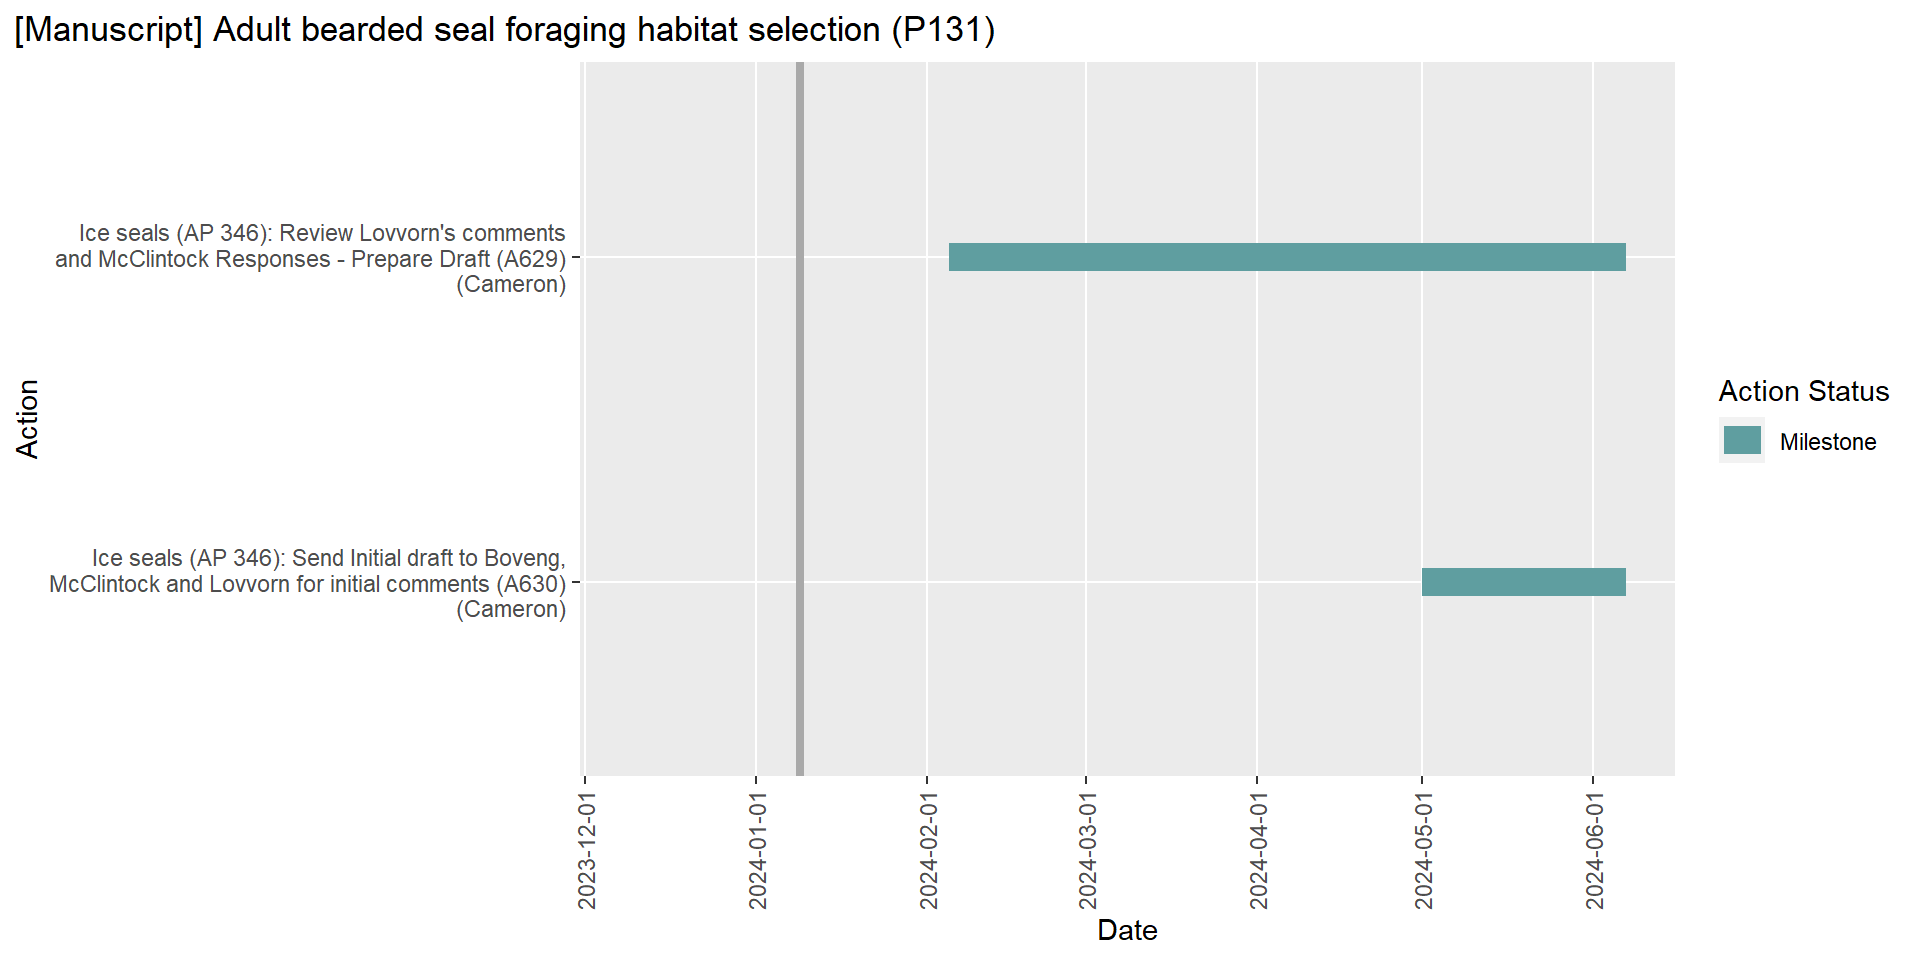 [Manuscript] Adult bearded seal foraging habitat selection (P131)
Ice seals (AP 346): Review Lovvorn's comments
and McClintock Responses - Prepare Draft (A629)
(Cameron)
Ice seals (AP 346): Send Initial draft to Boveng,
McClintock and Lovvorn for initial comments (A630)
(Cameron)
Action
2023-12-01
2024-01-01
2024-02-01
2024-03-01
2024-04-01
2024-05-01
2024-06-01
Date
Action Status
Milestone